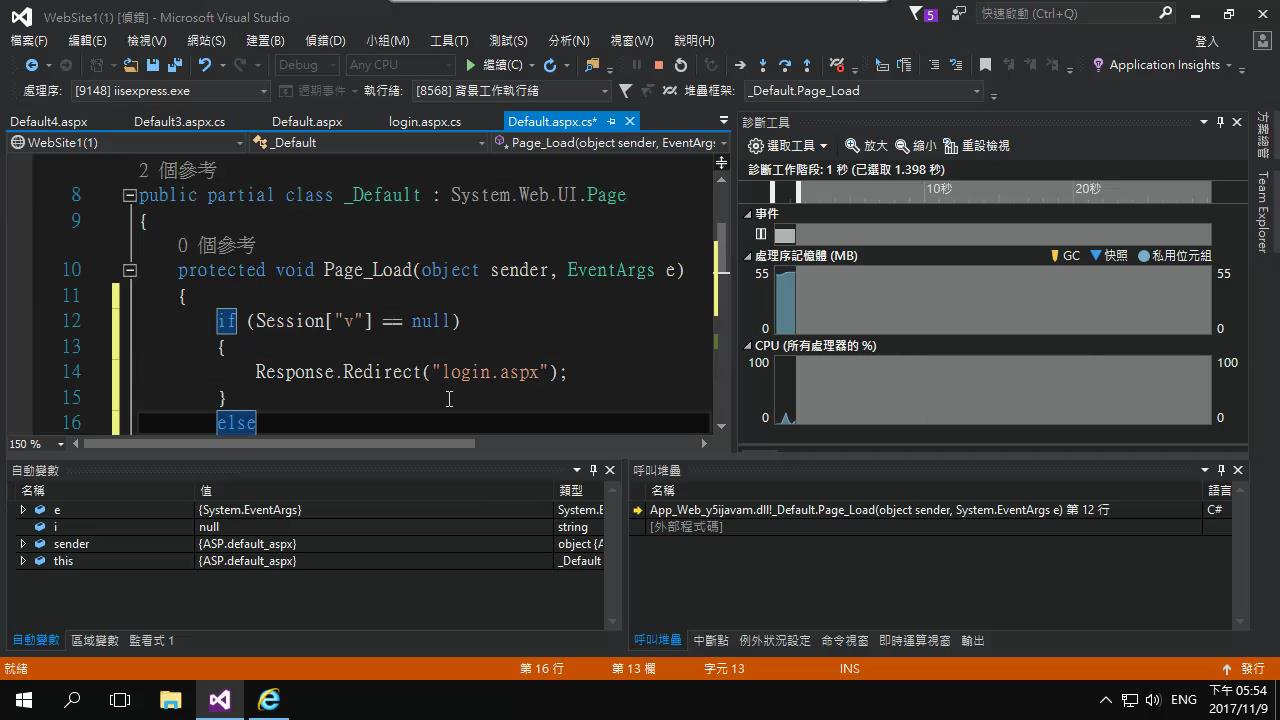 WebSite1 (1) [偵錯] - Microsoft Visual Studio
5
快速啟動 (Ctrl+Q)
檔案(F) 編輯(E) 檢視(V) 網站(S) 建置(B) 偵錯(D) 小組(M) 工具(T) 測試(S) 分析(N) 視窗(W) 說明(H)
登入
Debug Any CPU 繼續(C) Application Insights
處理序: [9148] iisexpress.exe 週期事件 執行緒: [8568] 背景工作執行緒 堆疊框架: _Default.Page_Load
Default4.aspx Default3.aspx.cs Default.aspx login.aspx.cs Default.aspx.cs*
WebSite1(1) _Default Page_Load(object sender, EventArgs
2 個參考
8 public partial class _Default : System.Web.UI.Page
9 {
0 個參考
10 protected void Page_Load(object sender, EventArgs e)
11 {
12 if (Session["v"] == null)
13 {
14 Response.Redirect("login.aspx");
15 }
16 else
150 %
診斷工具
選取工具 放大 縮小 重設檢視
診斷工作階段: 1 秒 (已選取 1.398 秒)
10秒 20秒
事件
處理序記憶體 (MB) GC 快照 私用位元組
55 55
0 0
CPU (所有處理器的 %)
100 100
0 0
方案總管
Team Explorer
自動變數
名稱 值 類型
e {System.EventArgs} System.E
i null string
sender {ASP.default_aspx} object {A
this {ASP.default_aspx} _Default
自動變數 區域變數 監看式 1
呼叫堆疊
名稱 語言
App_Web_y5ijavam.dll!_Default.Page_Load(object sender, System.EventArgs e) 第 12 行 C#
[外部程式碼]
呼叫堆疊 中斷點 例外狀況設定 命令視窗 即時運算視窗 輸出
就緒 第 16 行 第 13 欄 字元 13 INS 發行
ENG
下午 05:54
2017/11/9